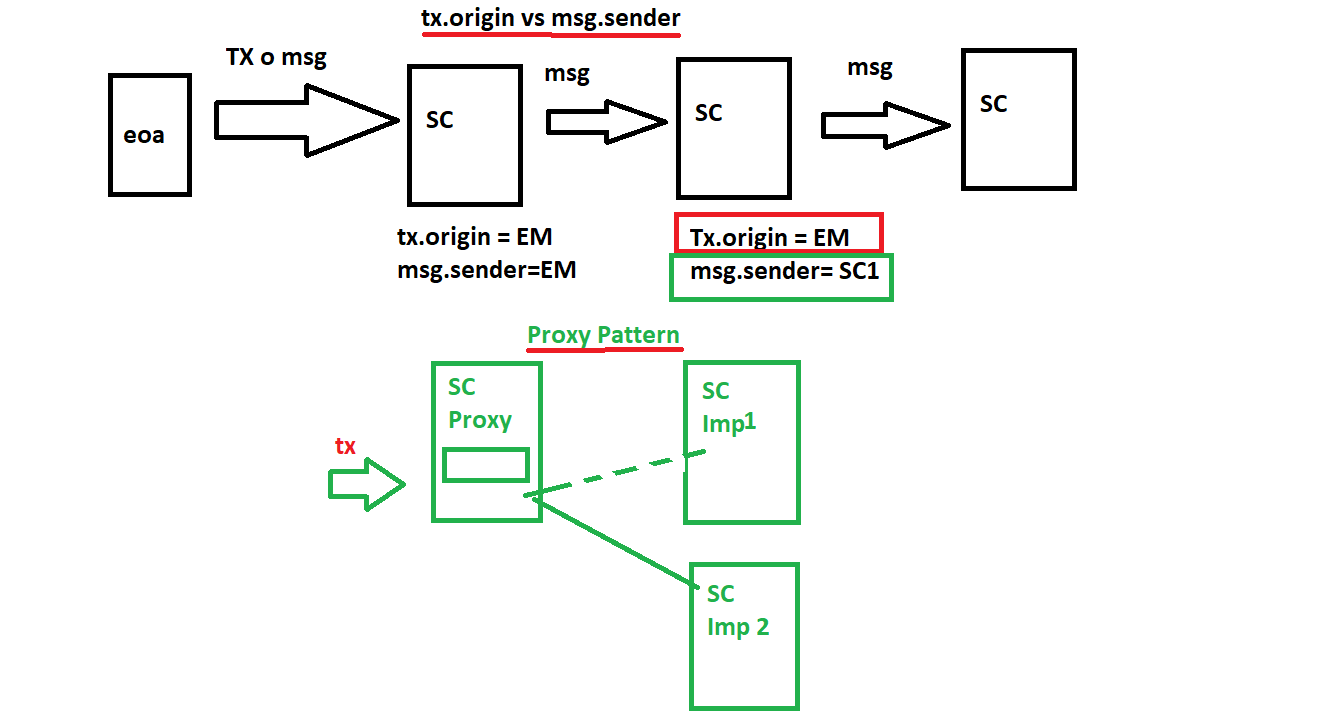 tx.origin vs msg.sender
TX o msg
msg
msg
eoa
SC
SC
SC
tx.origin = EM
msg.sender=EM
Tx.origin = EM
msg.sender= SC1
Proxy Pattern
SC
Proxy
tx
SC
Imp1
SC
Imp 2